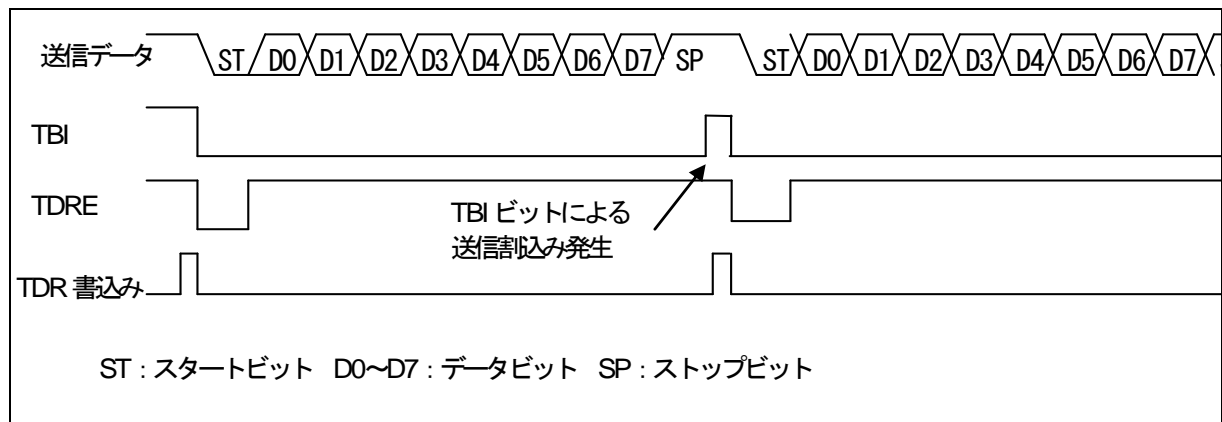 送信データ ST D0 D1 D2 D3 D4 D5 D6 D7 SP ST D0 D1 D2 D3 D4 D5 D6 D7
TBI
TDRE
TBI ビットによる
送信割込み発生
TDR 書込み
ST：スタートビット D0～D7：データビット SP：ストップビット